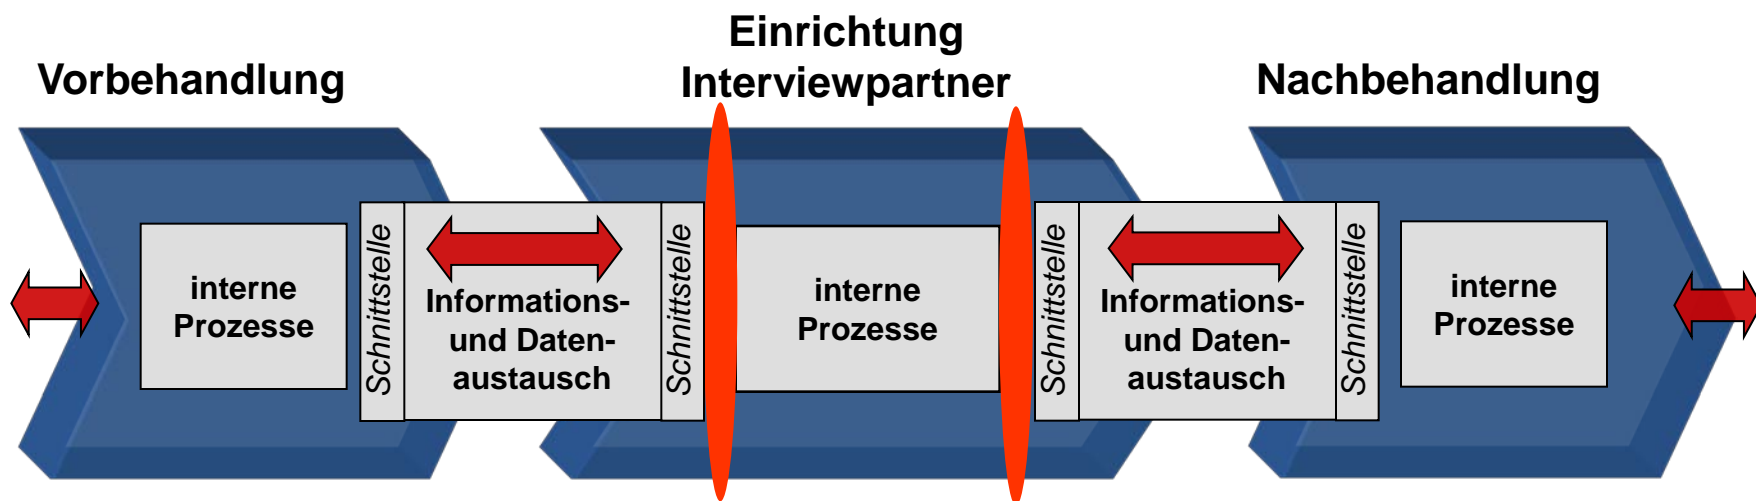 Vorbehandlung
Einrichtung
Interviewpartner
Nachbehandlung
interne
Prozesse
Schnittstelle
Informations-
und Daten-
austausch
Schnittstelle
interne
Prozesse
Schnittstelle
Informations-
und Daten-
austausch
Schnittstelle
interne
Prozesse